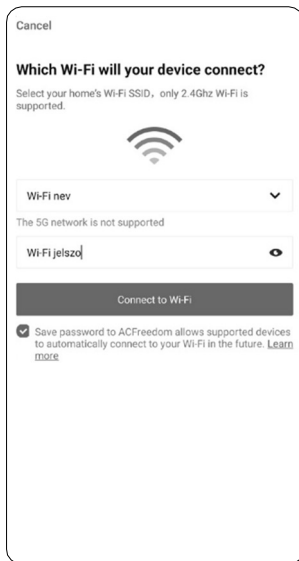 Cancel
Which Wi-Fi will your device connect?
Select your home's Wi-Fi SSID, only 2.4Ghz Wi-Fi is
supported.
Wi-Fi nev
The 5G network is not supported
Wi-Fi jelszo
Connect to Wi-Fi
Save password to ACFreedom allows supported devices
to automatically connect to your Wi-Fi in the future. Learn
more